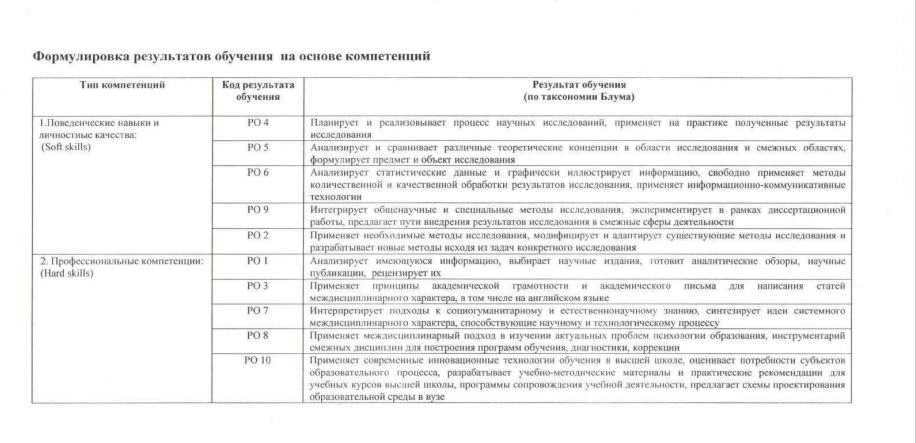 Формулировка результатов обучения на основе компетенций
Тип компетенций
Код результата
обучения
Результат обучения
(по таксономии Блума)
1.Поведенческие навыки и
личностные качества:
(Soft skills)
РО 4
Планирует и реализовывает процесс научных исследований, применяет на практике полученные результаты
исследования
РО 5
Анализирует и сравнивает различные теоретические концепции в области исследования и смежных областях,
формулирует предмет и объект исследования
РО 6
Анализирует статистические данные и графически иллюстрирует информацию, свободно применяет методы
количественной и качественной обработки результатов исследования, применяет информационно-коммуникативные
технологии
РО 9
Интегрирует общенаучные и специальные методы исследования, экспериментирует в рамках диссертационной
работы, предлагает пути внедрения результатов исследования в смежные сферы деятельности
РО 2
Применяет необходимые методы исследования, модифицирует и адаптирует существующие методы исследования и
разрабатывает новые методы исходя из задач конкретного исследования
2. Профессиональные компетенции:
(Hard skills)
РО 1
Анализирует имеющуюся информацию, выбирает научные издания, готовит аналитические обзоры, научные
публикации, рецензирует их
РО 3
Применяет принципы академической грамотности и академического письма для написания статей
междисциплинарного характера, в том числе на английском языке
РО 7
Интерпретирует подходы к социогуманитарному и естественнонаучному знанию, синтезирует идеи системного
междисциплинарного характера, способствующие научному и технологическому процессу
РО 8
Применяет междисциплинарный подход в изучении актуальных проблем психологии образования, инструментарий
смежных дисциплин для построения программ обучения, диагностики, коррекции
РО 10
Применяет современные инновационные технологии обучения в высшей школе, оценивает потребности субъектов
образовательного процесса, разрабатывает учебно-методические материалы и практические рекомендации для
учебных курсов высшей школы, программы сопровождения учебной деятельности, предлагает схемы проектирования
образовательной среды в вузе